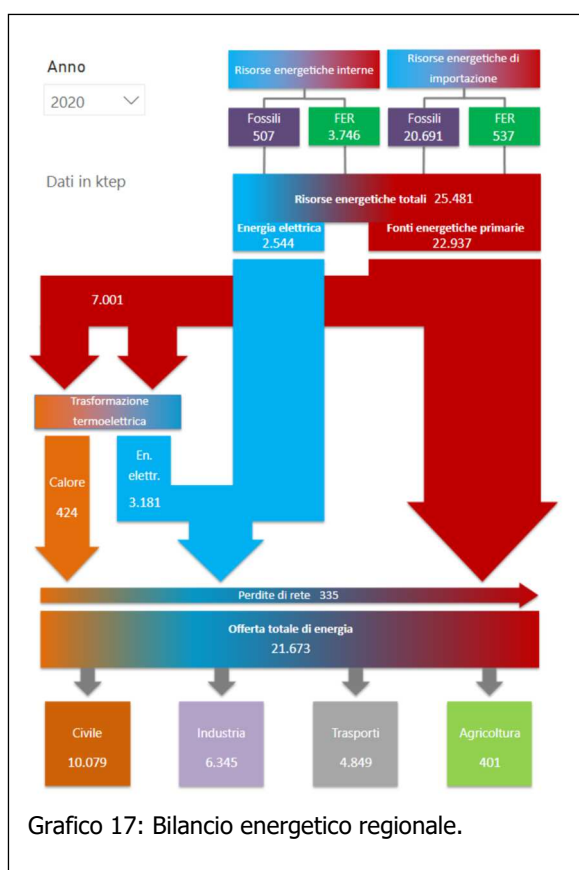 Anno
2020
Dati in ktep
Risorse energetiche interne
Risorse energetiche di
importazione
Fossili
507
FER
3.746
Fossili
20.691
FER
537
Risorse energetiche totali 25.481
Energia elettrica
2.544
Fonti energetiche primarie
22.937
7.001
Trasformazione
termoelettrica
Calore
424
En.
elettr.
3.181
Perdite di rete 335
Offerta totale di energia
21.673
Civile
10.079
Industria
6.345
Trasporti
4.849
Agricoltura
401
Grafico 17: Bilancio energetico regionale.